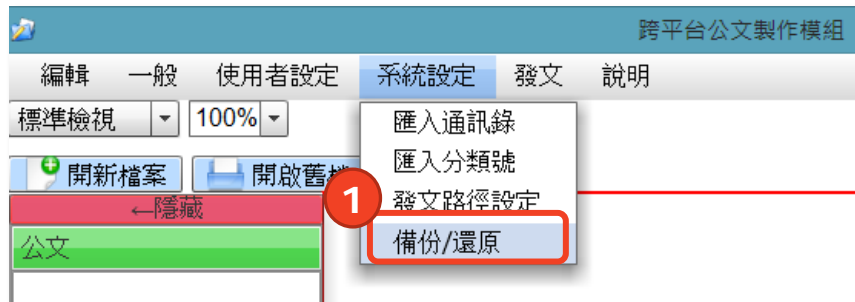 跨平台公文製作模組
編輯 一般 使用者設定 系統設定 發文 說明
標準檢視 100%
匯入通訊錄
匯入分類號
開新檔案 開啟舊檔
發文路徑設定
1
←隱藏
備份/還原
公文